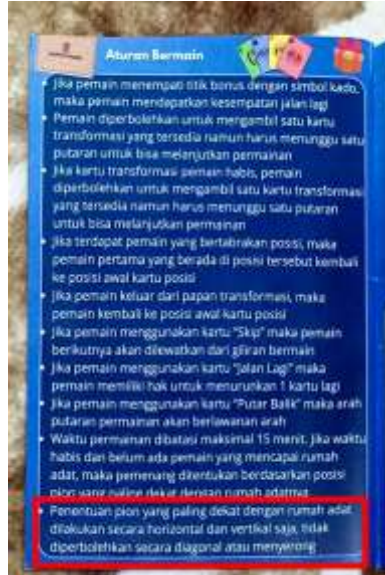 Aturan Bermain
Jika pemain menempati titik bonus dengan simbol kado,
maka pemain mendapatkan kesempatan jalan lagi
Pemain diperbolehkan untuk mengambil satu kartu
transformasi yang tersedia namun harus menunggu satu
putaran untuk bisa melanjutkan permainan
Jika kartu transformasi pemain habis, pemain
diperbolehkan untuk mengambil satu kartu transformasi
yang tersedia namun harus menunggu satu putaran
untuk bisa melanjutkan permainan
Jika terdapat pemain yang bertabrakan posisi, maka
pemain pertama yang berada di posisi tersebut kembali
ke posisi awal kartu posisi
Jika pemain keluar dari papan transformasi, maka
pemain kembali ke posisi awal kartu posisi
Jika pemain menggunakan kartu "Skip" maka pemain
berikutnya akan dilewatkan dari giliran bermain
Jika pemain menggunakan kartu "Jalan Lagi" maka
pemain memiliki hak untuk menurunkan 1 kartu lagi
Jika pemain menggunakan kartu "Putar Balik" maka arah
putaran permainan akan berlawanan arah
Waktu permainan dibatasi maksimal 15 menit. Jika waktu
habis dan belum ada pemain yang mencapai rumah
adat, maka pemenang ditentukan berdasarkan posisi
pion yang paling dekat dengan rumah adatnya
Penentuan pion yang paling dekat dengan rumah adat
dilakukan secara horizontal dan vertikal saja, tidak
diperbolehkan secara diagonal atau menyerong